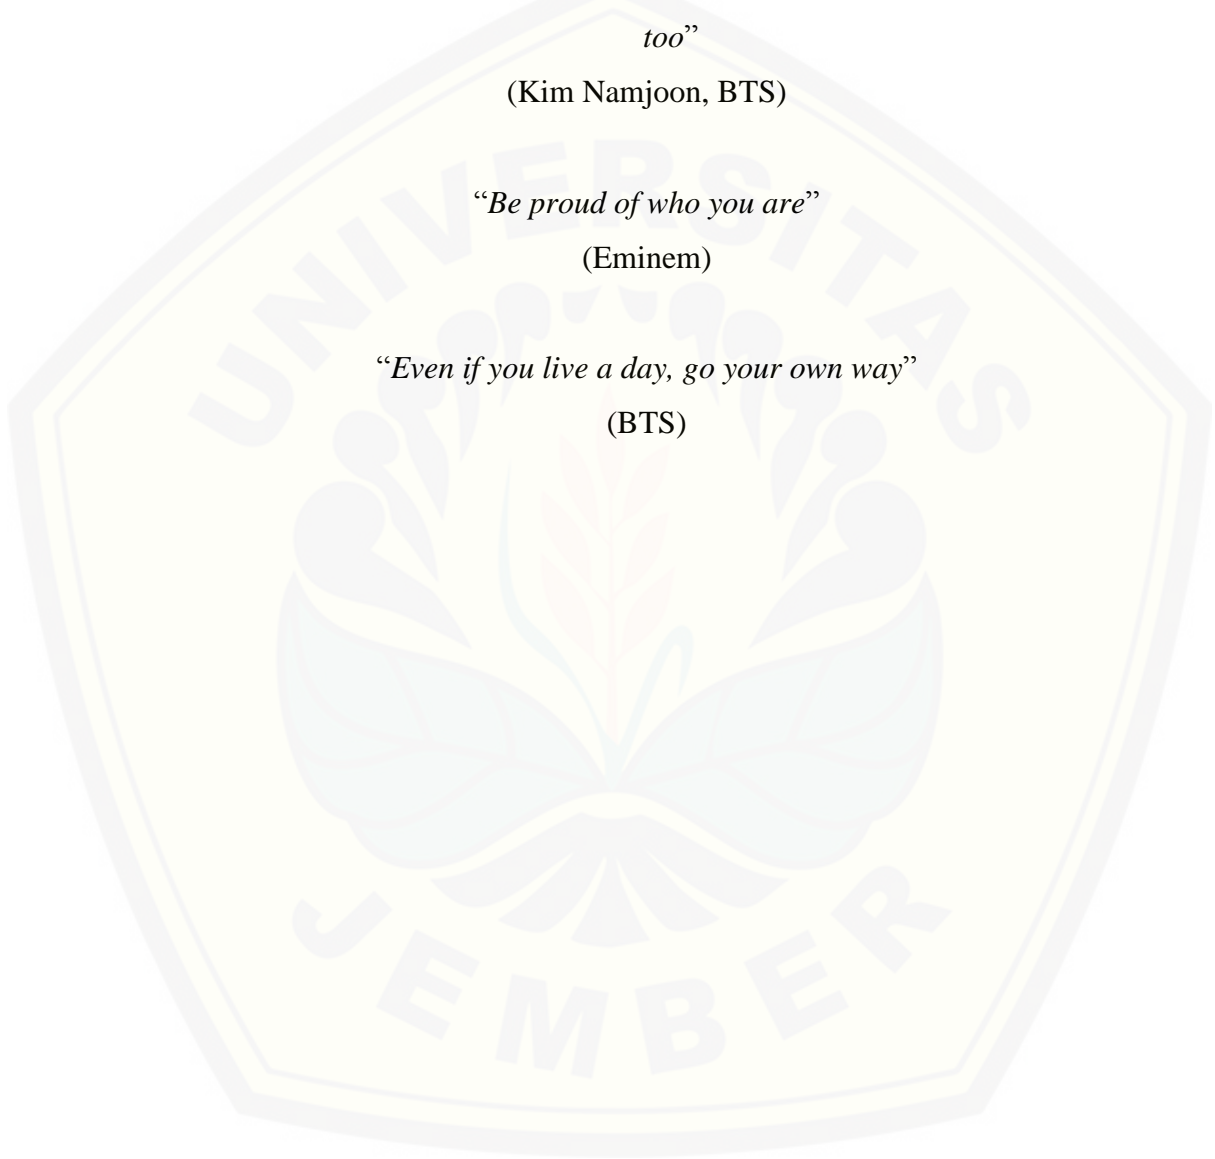 too”
(Kim Namjoon, BTS)
“Be proud of who you are”
(Eminem)
“Even if you live a day, go your own way”
(BTS)
UNIVERSITAS
JEMBER